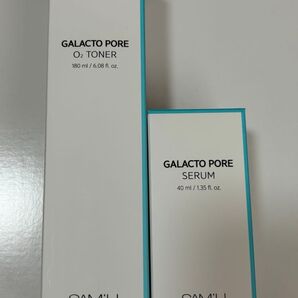 GALACTO PORE
O₂ TONER
180 ml / 6.08 fl. oz.
GALACTO PORE
SERUM
40 ml / 1.35 fl. oz.